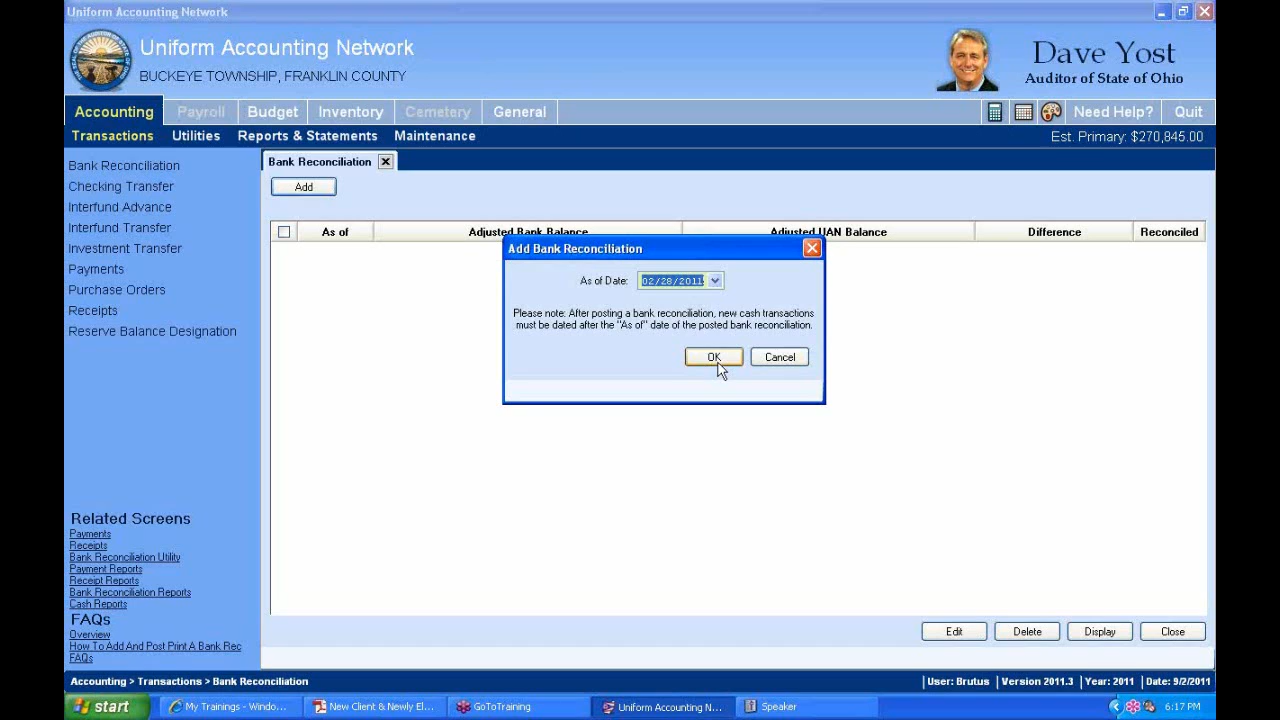 Uniform Accounting Network
Uniform Accounting Network
BUCKEYE TOWNSHIP, FRANKLIN COUNTY
Dave Yost
Auditor of State of Ohio
Accounting Payroll Budget Inventory Cemetery General Need Help? Quit
Transactions Utilities Reports & Statements Maintenance Est. Primary: $270,845.00
Bank Reconciliation
Checking Transfer
Interfund Advance
Interfund Transfer
Investment Transfer
Payments
Purchase Orders
Receipts
Reserve Balance Designation
Bank Reconciliation
Add
As of Adjusted Bank Balance Adjusted UAN Balance Difference Reconciled
Add Bank Reconciliation
As of Date: 02/28/2011
Please note: After posting a bank reconciliation, new cash transactions
must be dated after the "As of" date of the posted bank reconciliation.
OK Cancel
Related Screens
Payments
Receipts
Bank Reconciliation Utility
Payment Reports
Receipt Reports
Bank Reconciliation Reports
Cash Reports
FAQs
Overview
How To Add And Post Print A Bank Rec
FAQs
Edit Delete Display Close
Accounting > Transactions > Bank Reconciliation
User: Brutus Version 2011.3 Year: 2011 Date: 9/2/2011
start My Trainings - Windo... New Client & Newly El... GoToTraining Uniform Accounting N... Speaker 6:17 PM